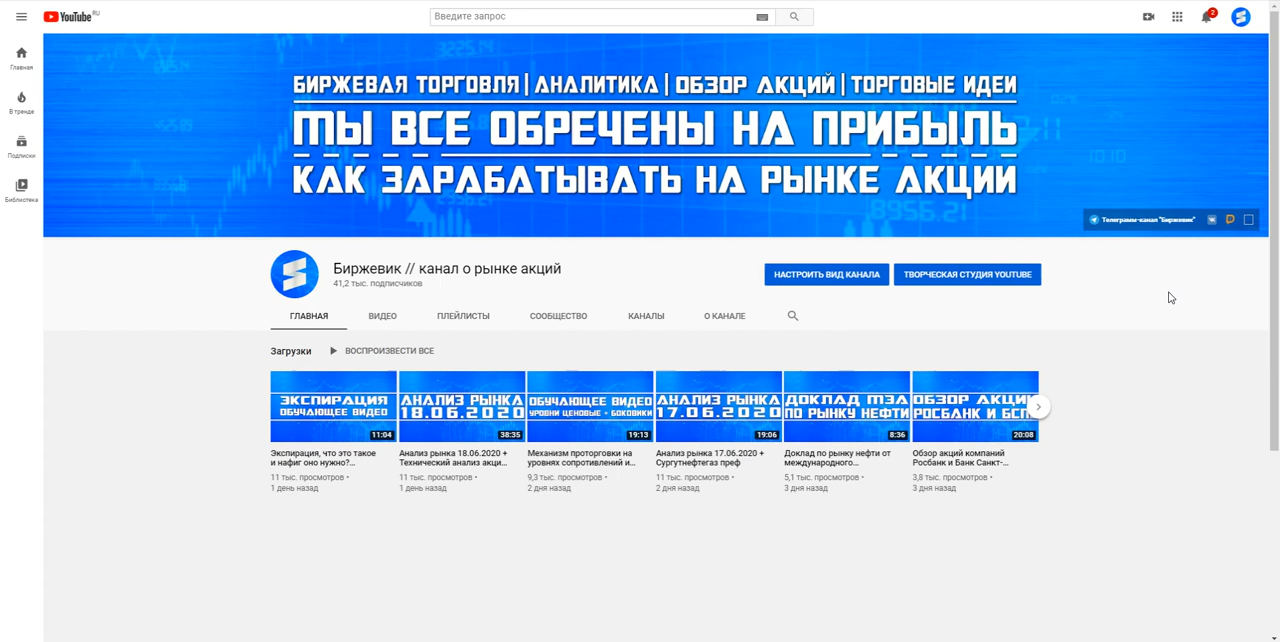 YouTube RU
Введите запрос
2
Главная
В тренде
Подписки
Библиотека
БИРЖЕВАЯ ТОРГОВЛЯ | АНАЛИТИКА | ОБЗОР АКЦИЙ | ТОРГОВЫЕ ИДЕИ
МЫ ВСЕ ОБРЕЧЕНЫ НА ПРИБЫЛЬ
КАК ЗАРАБАТЫВАТЬ НА РЫНКЕ АКЦИЙ
3225.14
8956.21
1010
Телеграмм-канал "Биржевик"
Биржевик // канал о рынке акций
41,2 тыс. подписчиков
НАСТРОИТЬ ВИД КАНАЛА
ТВОРЧЕСКАЯ СТУДИЯ YOUTUBE
ГЛАВНАЯ ВИДЕО ПЛЕЙЛИСТЫ СООБЩЕСТВО КАНАЛЫ О КАНАЛЕ
Загрузки ВОСПРОИЗВЕСТИ ВСЕ
ЭКСПИРАЦИЯ
ОБУЧАЮЩЕЕ ВИДЕО
11:04
Экспирация, что это такое
и нафиг оно нужно?...
11 тыс. просмотров •
1 день назад
АНАЛИЗ РЫНКА
18.06.2020
38:35
Анализ рынка 18.06.2020 +
Технический анализ акци...
11 тыс. просмотров •
1 день назад
ОБУЧАЮЩЕЕ ВИДЕО
УРОВНИ ЦЕНОВЫЕ + БОКОВИКИ
19:13
Механизм проторговки на
уровнях сопротивлений и...
9,3 тыс. просмотров •
2 дня назад
АНАЛИЗ РЫНКА
17.06.2020
19:06
Анализ рынка 17.06.2020 +
Сургутнефтегаз преф
11 тыс. просмотров •
2 дня назад
ДОКЛАД МЭА
ПО РЫНКУ НЕФТИ
8:36
Доклад по рынку нефти от
международного...
5,1 тыс. просмотров •
3 дня назад
ОБЗОР АКЦИЙ
РОСБАНК И БСП
20:08
Обзор акций компаний
Росбанк и Банк Санкт-...
3,8 тыс. просмотров •
3 дня назад